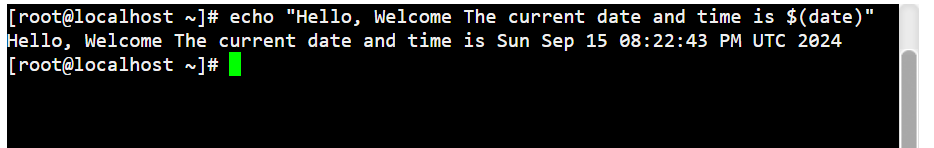 [root@localhost ~]# echo "Hello, Welcome The current date and time is $(date)"
Hello, Welcome The current date and time is Sun Sep 15 08:22:43 PM UTC 2024
[root@localhost ~]#